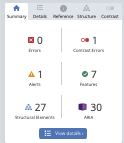 Summary Details Reference Structure Contrast
0 1
Errors Contrast Errors
1 7
Alerts Features
27 30
Structural Elements ARIA
View details ›